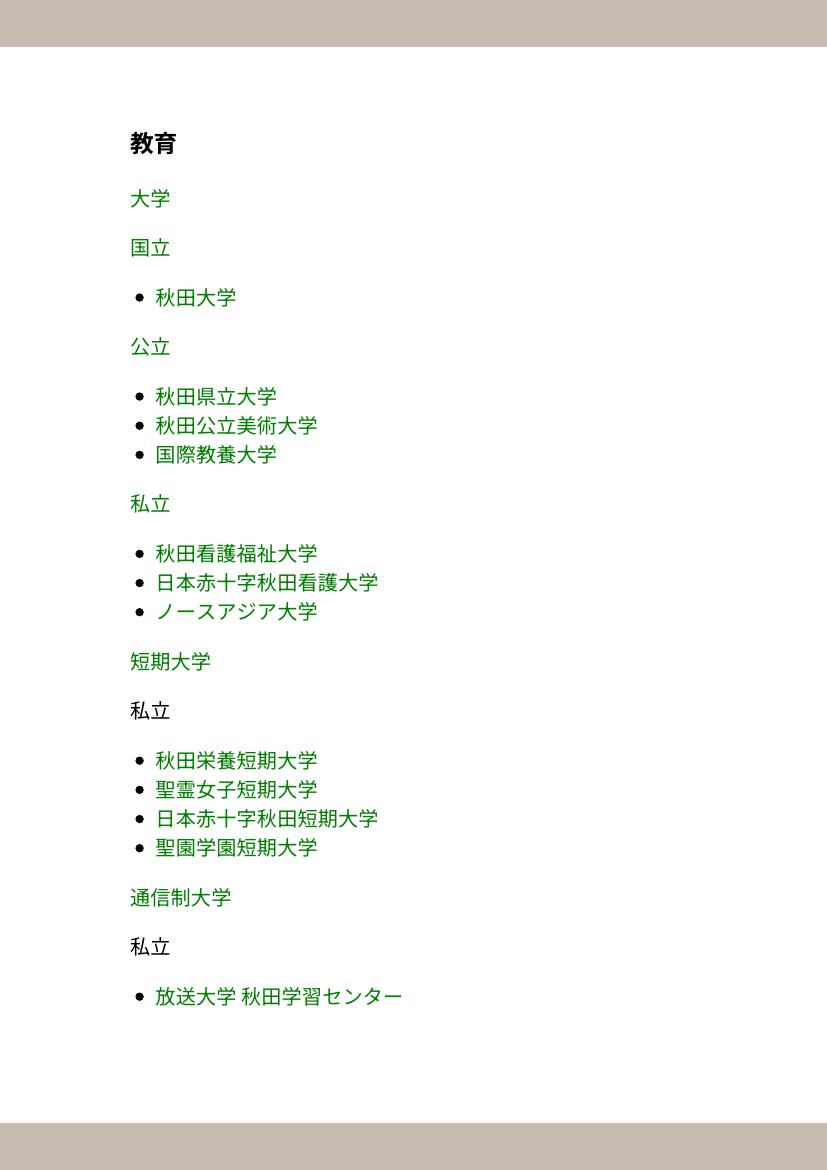 教育
大学
国立
秋田大学
公立
秋田県立大学
秋田公立美術大学
国際教養大学
私立
秋田看護福祉大学
日本赤十字秋田看護大学
ノースアジア大学
短期大学
私立
秋田栄養短期大学
聖霊女子短期大学
日本赤十字秋田短期大学
聖園学園短期大学
通信制大学
私立
放送大学 秋田学習センター